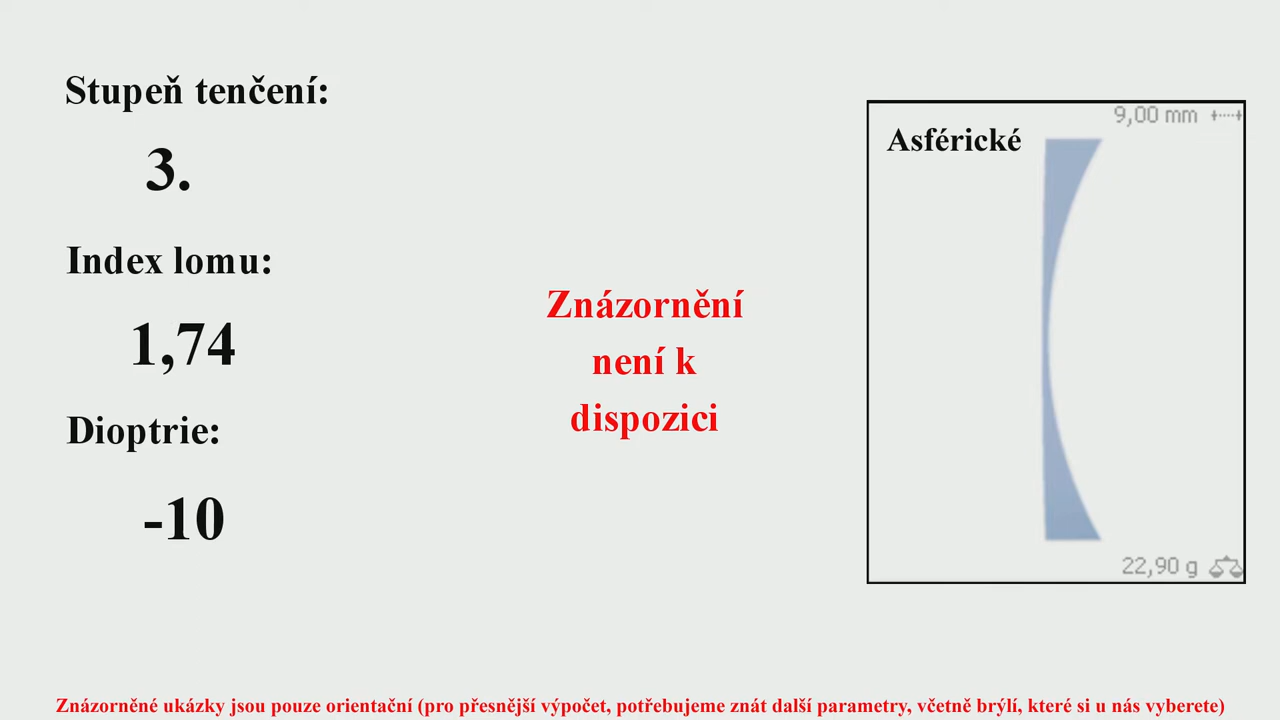 Stupeň tenčení:
3.
Index lomu:
1,74
Dioptrie:
-10
Znázornění
není k
dispozici
9,00 mm
Asférické
22,90 g
Znázorněné ukázky jsou pouze orientační (pro přesnější výpočet, potřebujeme znát další parametry, včetně brýlí, které si u nás vyberete)